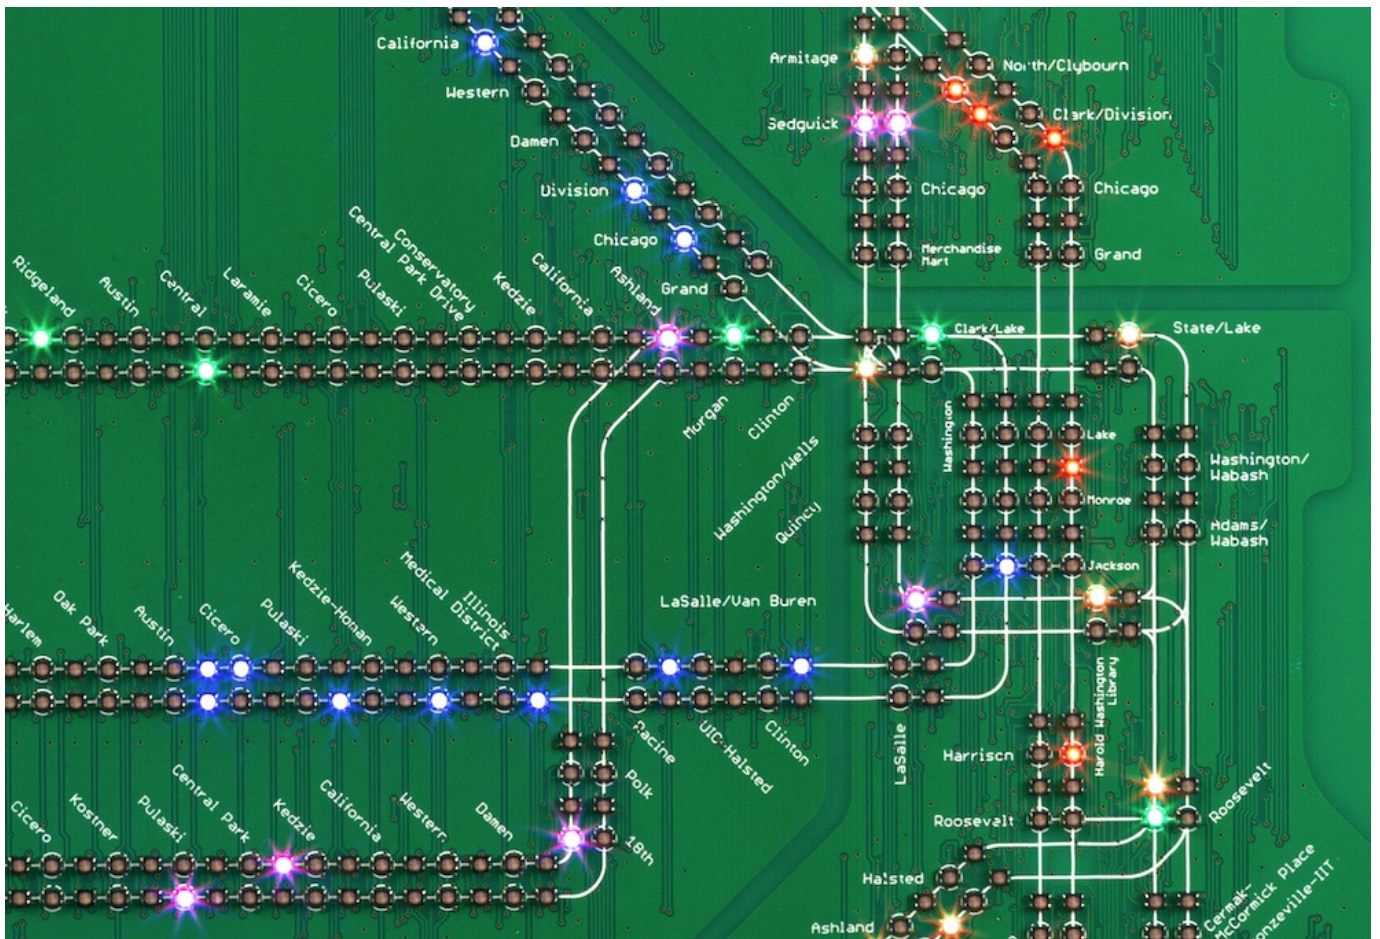 California
Western
Damen
Division
Chicago
Grand
Armitage
Sedgwick
North/Clybourn
Clark/Division
Chicago
Chicago
Merchandise
Mart
Grand
Ridgeland
Austin
Central
Laramie
Cicero
Pulaski
Central Park Drive
Conservatory
Kedzie
California
Ashland
Morgan
Clinton
Clark/Lake
State/Lake
Washington/Wells
Quincy
Washington
Lake
Monroe
Jackson
Washington/
Wabash
Adams/
Wabash
LaSalle/Van Buren
Harold Washington
Library
Harlem
Oak Park
Austin
Cicero
Pulaski
Kedzie-Homan
Western
Medical District
Illinois
Racine
UIC-Halsted
Clinton
LaSalle
Harrison
Roosevelt
Roosevelt
Polk
18th
Cicero
Kostner
Pulaski
Central Park
Kedzie
California
Western
Damen
Halsted
Ashland
Cermak-
McCormick Place
onzeville-IIT